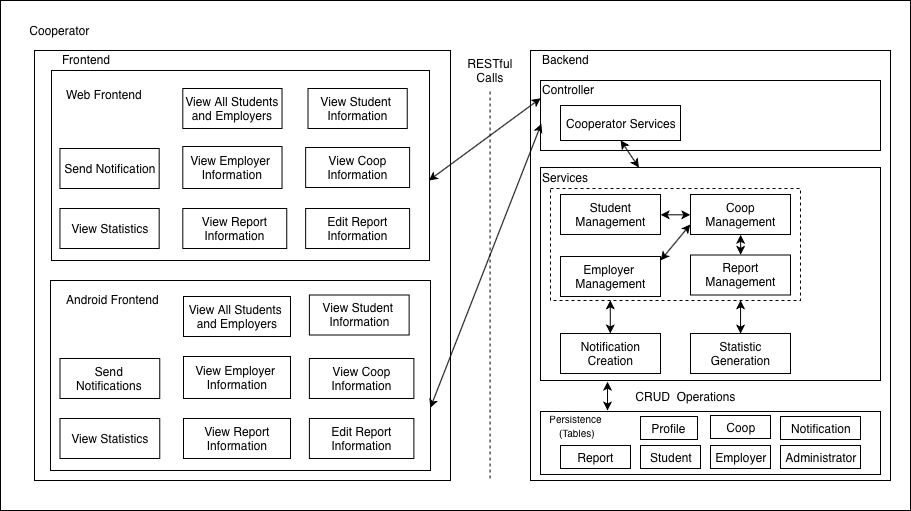 Cooperator
Frontend
Web Frontend
View All Students
and Employers
View Student
Information
Send Notification
View Employer
Information
View Coop
Information
View Statistics
View Report
Information
Edit Report
Information
Android Frontend
View All Students
and Employers
View Student
Information
Send
Notifications
View Employer
Information
View Coop
Information
View Statistics
View Report
Information
Edit Report
Information
RESTful
Calls
Backend
Controller
Cooperator Services
Services
Student
Management
Coop
Management
Employer
Management
Report
Management
Notification
Creation
Statistic
Generation
CRUD Operations
Persistence
(Tables)
Profile
Coop
Notification
Report
Student
Employer
Administrator